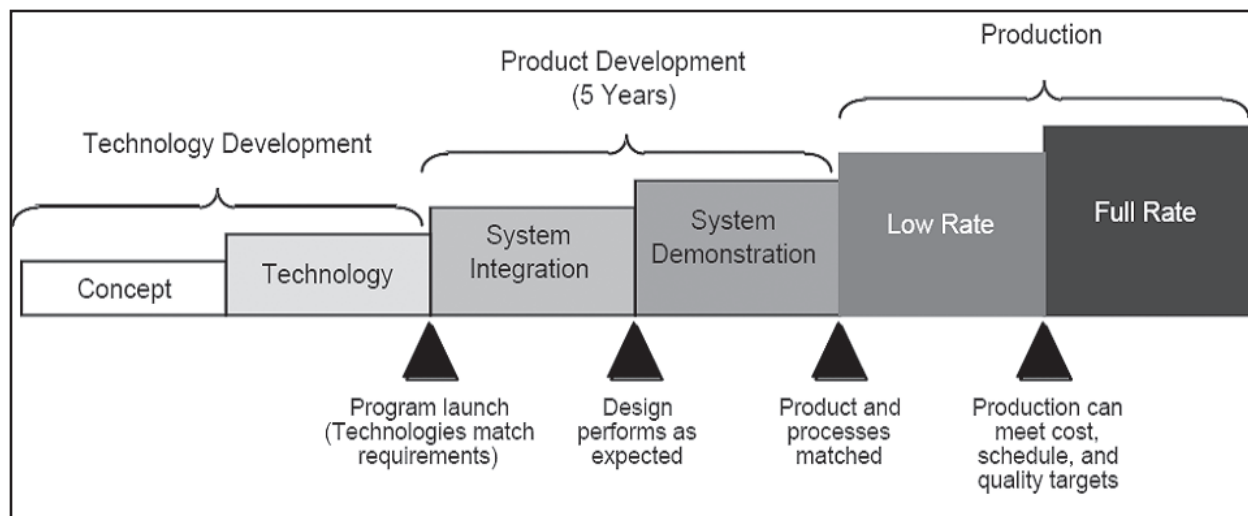 Production
Product Development
(5 Years)
Technology Development
Concept
Technology
System
Integration
System
Demonstration
Low Rate
Full Rate
Program launch
(Technologies match
requirements)
Design
performs as
expected
Product and
processes
matched
Production can
meet cost,
schedule, and
quality targets